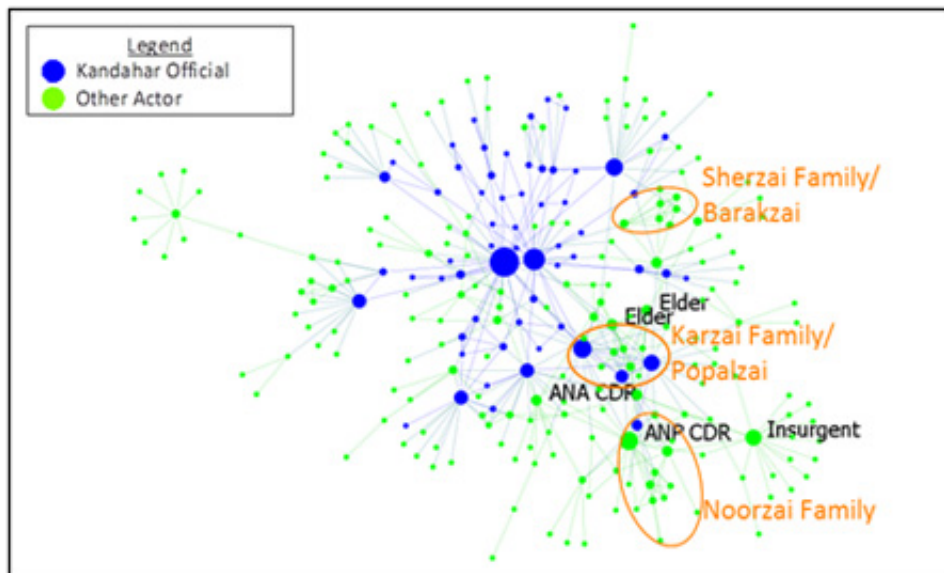 Legend
Kandahar Official
Other Actor
Sherzai Family/
Barakzai
Elder
Elder
Karzai Family/
Popalzai
ANA CDR
ANP CDR
Insurgent
Noorzai Family